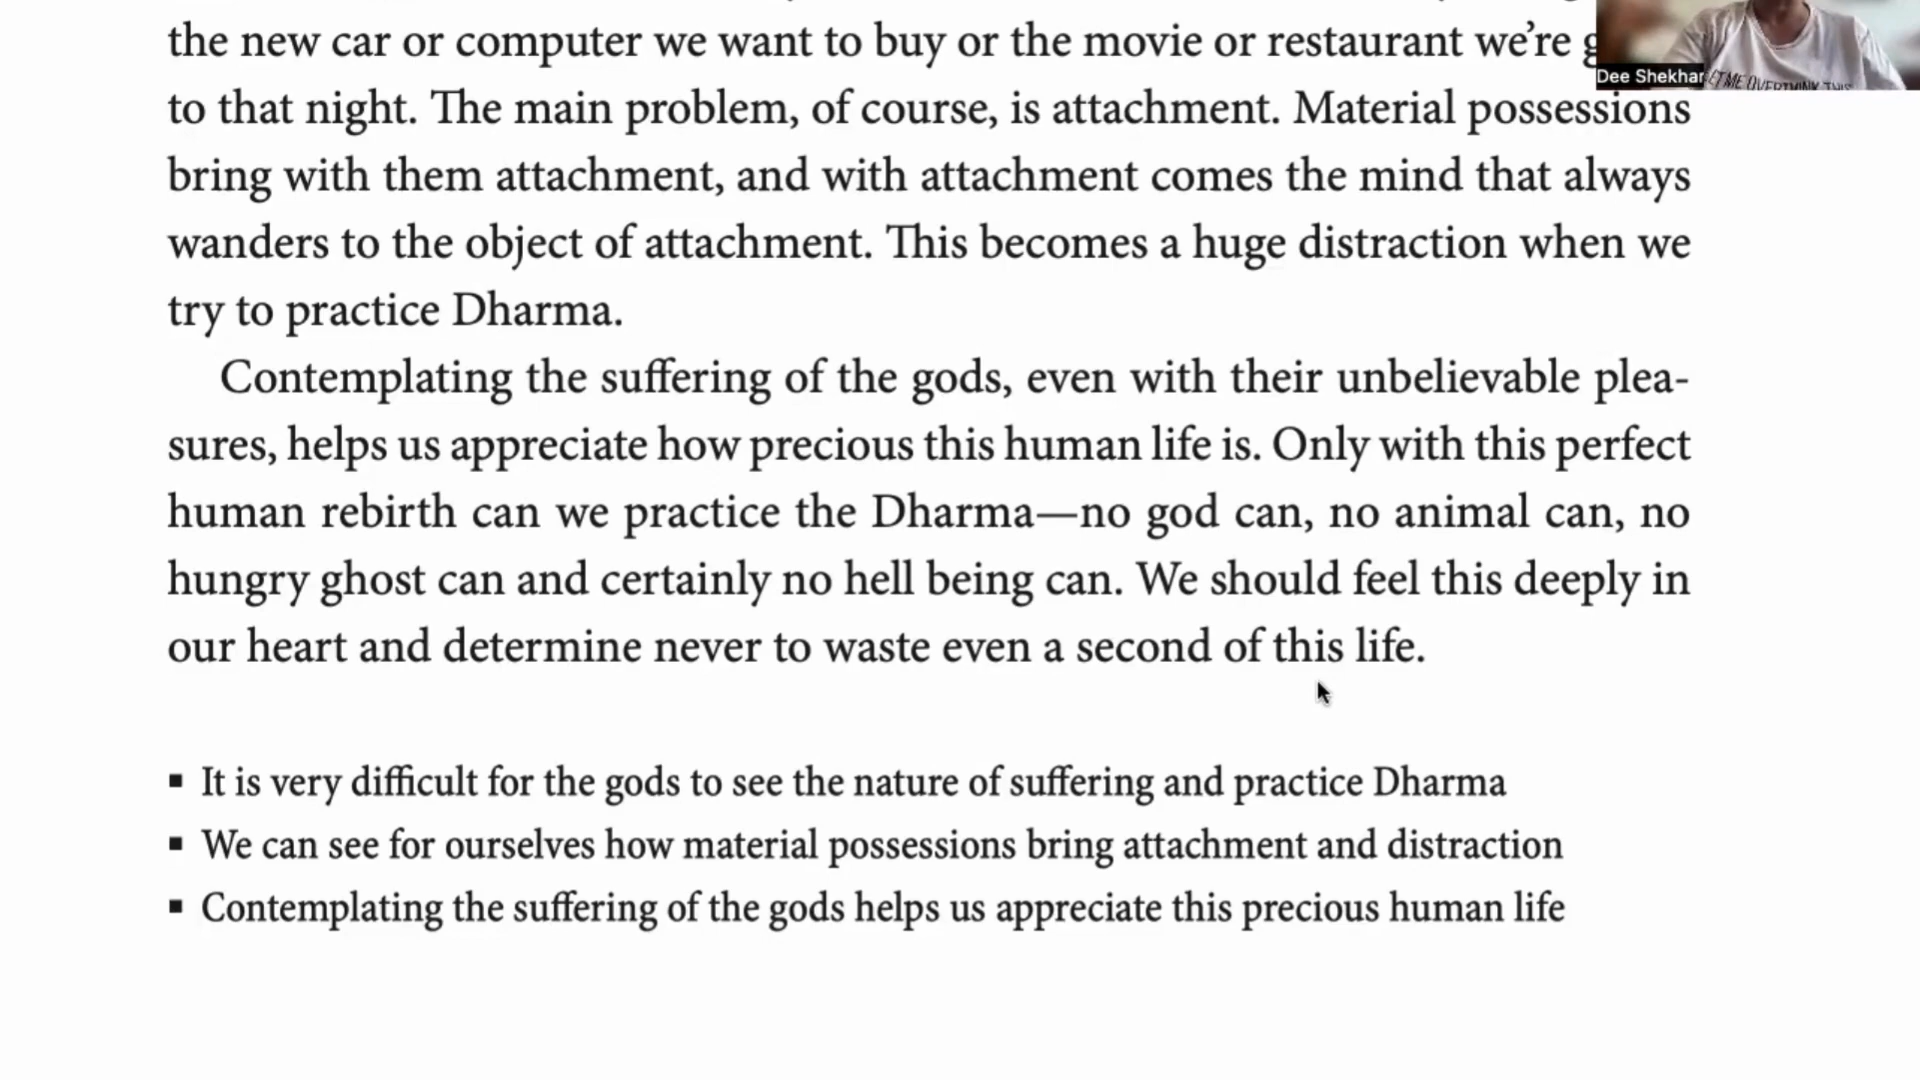 the new car or computer we want to buy or the movie or restaurant we're
to that night. The main problem, of course, is attachment. Material possessions
bring with them attachment, and with attachment comes the mind that always
wanders to the object of attachment. This becomes a huge distraction when we
try to practice Dharma.
Contemplating the suffering of the gods, even with their unbelievable plea-
sures, helps us appreciate how precious this human life is. Only with this perfect
human rebirth can we practice the Dharma—no god can, no animal can, no
hungry ghost can and certainly no hell being can. We should feel this deeply in
our heart and determine never to waste even a second of this life.
▪ It is very difficult for the gods to see the nature of suffering and practice Dharma
▪ We can see for ourselves how material possessions bring attachment and distraction
▪ Contemplating the suffering of the gods helps us appreciate this precious human life
Dee Shekhar
ME OVERTHINK THIS